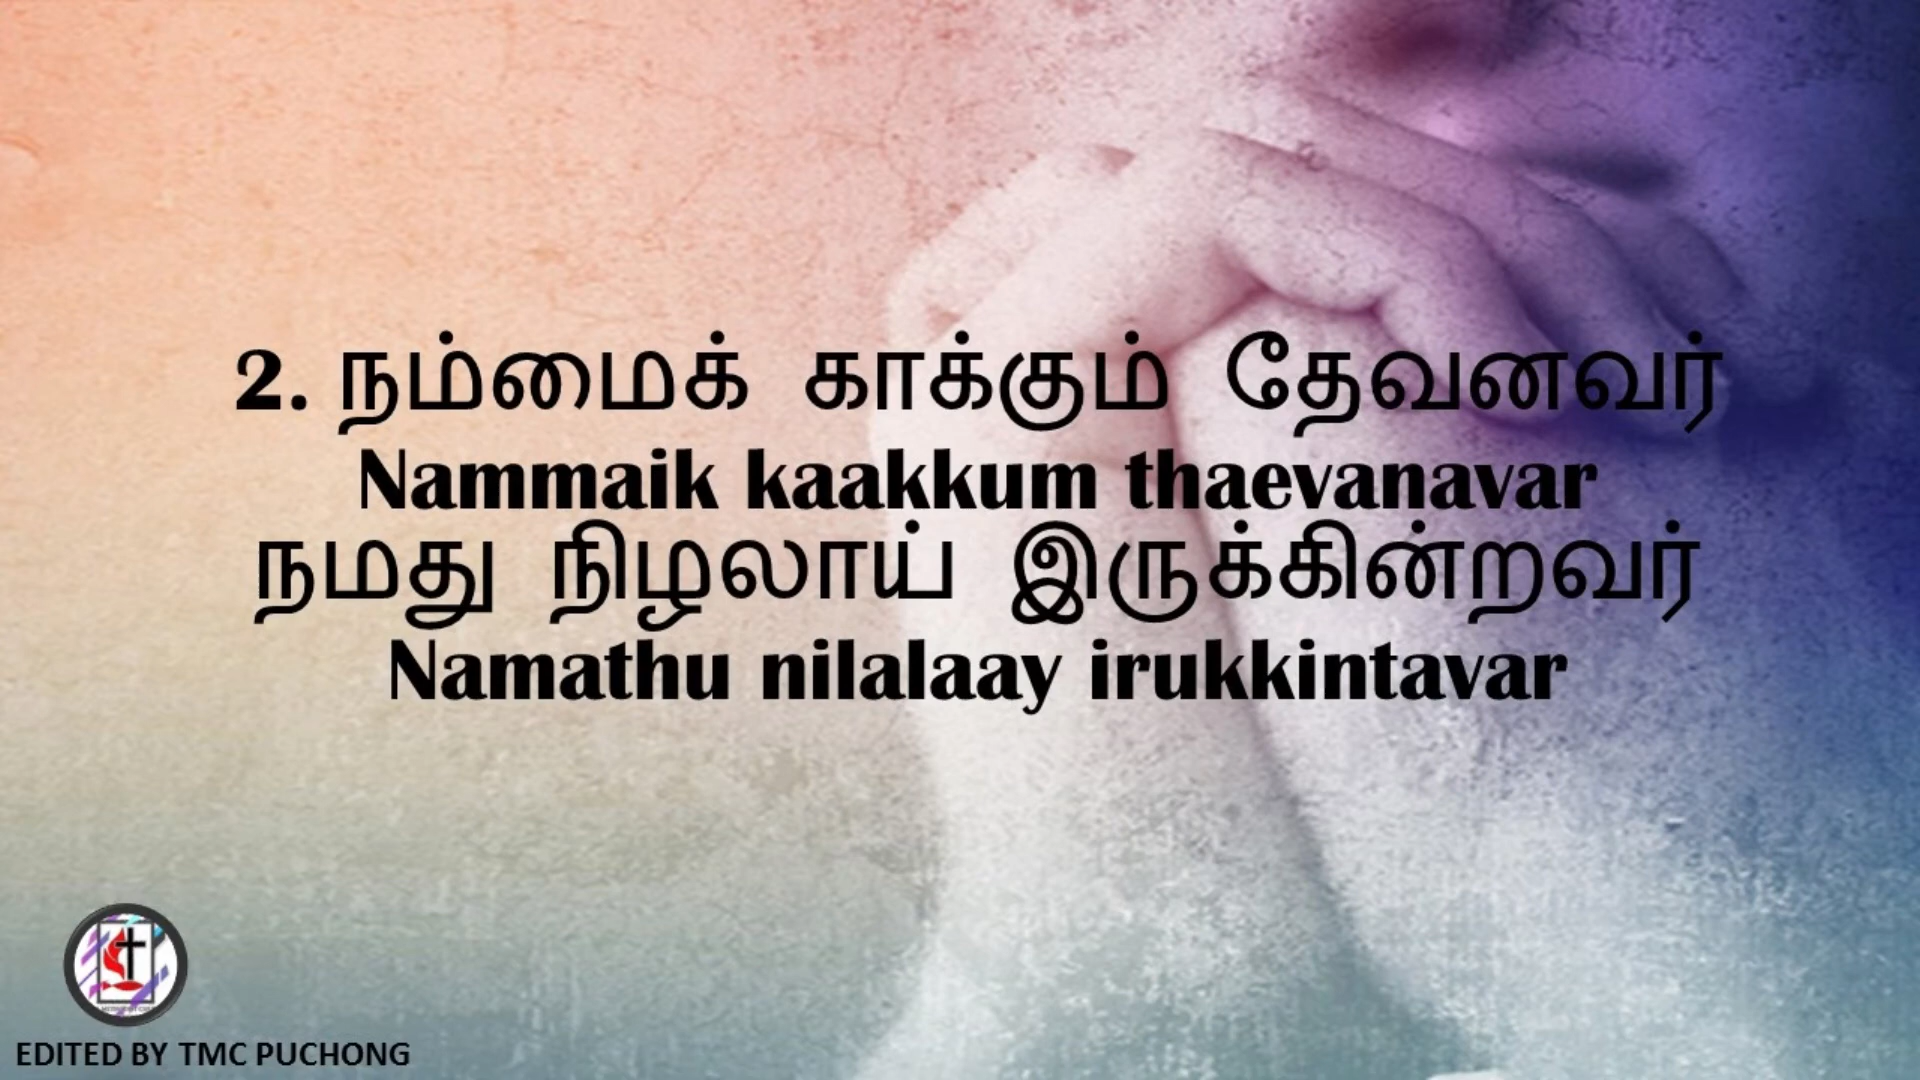 2. நம்மைக் காக்கும் தேவனவர்
Nammaik kaakkum thaevanavar
நமது நிழலாய் இருக்கின்றவர்
Namathu nilalaay irukkintavar
EDITED BY TMC PUCHONG